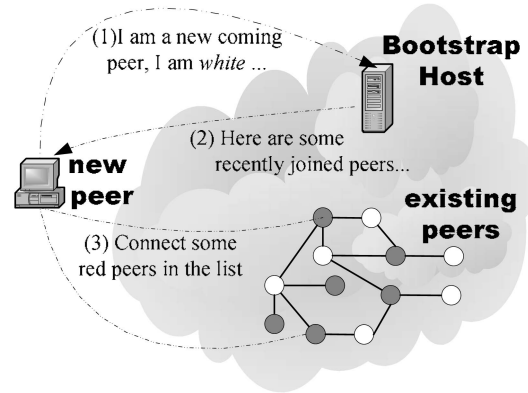 (1)I am a new coming
peer, I am white ...
Bootstrap
Host
(2) Here are some
recently joined peers...
new
peer
existing
peers
(3) Connect some
red peers in the list